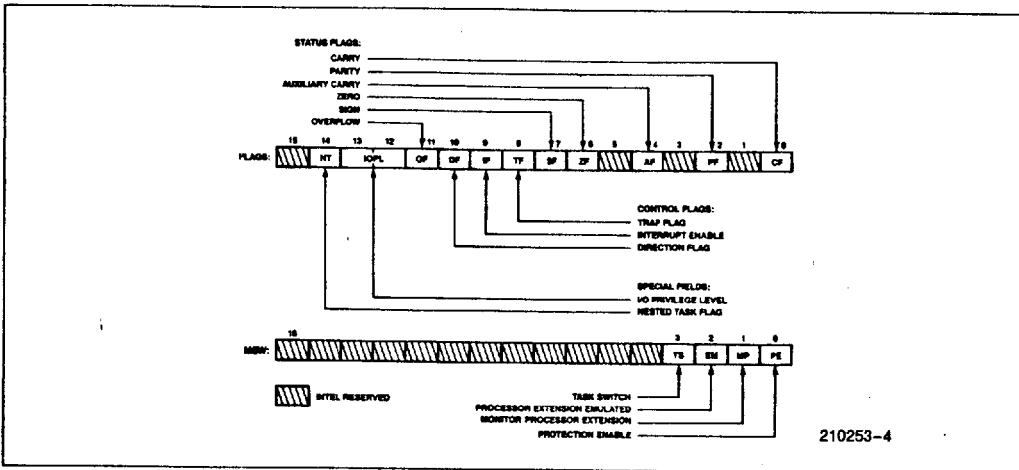 STATUS FLAGS:
CARRY
PARITY
AUXILIARY CARRY
ZERO
SIGN
OVERFLOW
15 14 13 12 11 10 9 8 7 6 5 4 3 2 1 0
FLAGS: NT IOPL OF DF IF TF SF ZF AF PF CF
CONTROL FLAGS:
TRAP FLAG
INTERRUPT ENABLE
DIRECTION FLAG
SPECIAL FIELDS:
I/O PRIVILEGE LEVEL
NESTED TASK FLAG
15 3 2 1 0
MSW: TS EM MP PE
INTEL RESERVED
TASK SWITCH
PROCESSOR EXTENSION EMULATED
MONITOR PROCESSOR EXTENSION
PROTECTION ENABLE
210253-4